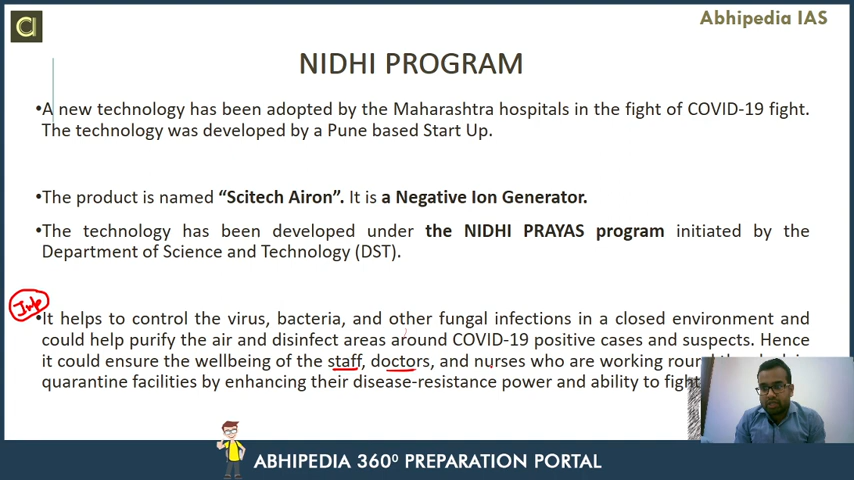 Abhipedia IAS
NIDHI PROGRAM
•A new technology has been adopted by the Maharashtra hospitals in the fight of COVID-19 fight.
The technology was developed by a Pune based Start Up.
•The product is named “Scitech Airon”. It is a Negative Ion Generator.
•The technology has been developed under the NIDHI PRAYAS program initiated by the
Department of Science and Technology (DST).
Imp
•It helps to control the virus, bacteria, and other fungal infections in a closed environment and
could help purify the air and disinfect areas around COVID-19 positive cases and suspects. Hence
it could ensure the wellbeing of the staff, doctors, and nurses who are working round
quarantine facilities by enhancing their disease-resistance power and ability to fight
ABHIPEDIA 360⁰ PREPARATION PORTAL